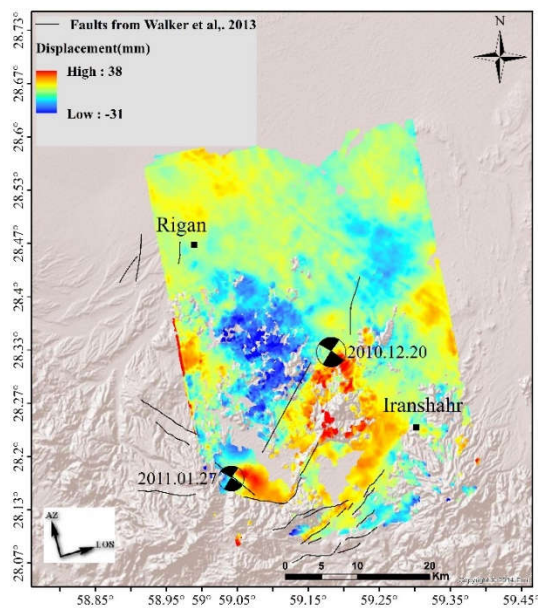 28.73°
28.67°
28.6°
28.53°
28.47°
28.4°
28.33°
28.27°
28.2°
28.13°
28.07°
Faults from Walker et al,. 2013
Displacement(mm)
High : 38
Low : -31
N
Rigan
2010.12.20
Iranshahr
2011.01.27
AZ
LON
0 5 10 20
Km
58.85° 58.95° 59° 59.05° 59.15° 59.25° 59.35° 59.45°